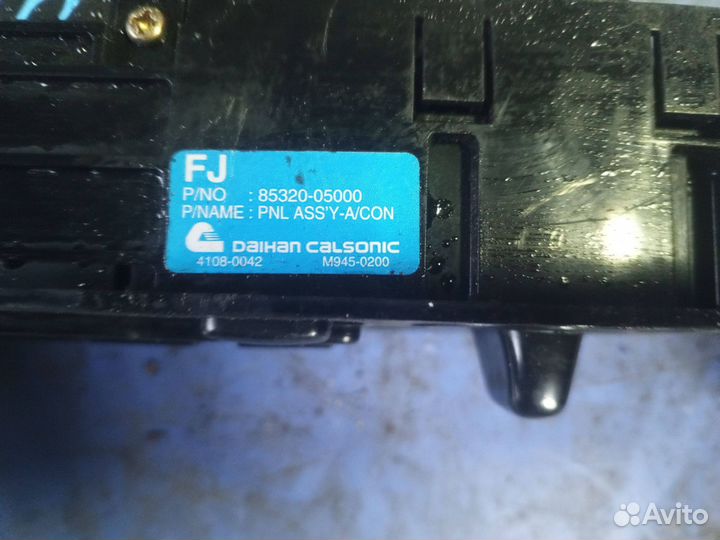 FJ
P/NO : 85320-05000
P/NAME : PNL ASS'Y-A/CON
DAIHAN CALSONIC
4108-0042 M945-0200
Avito